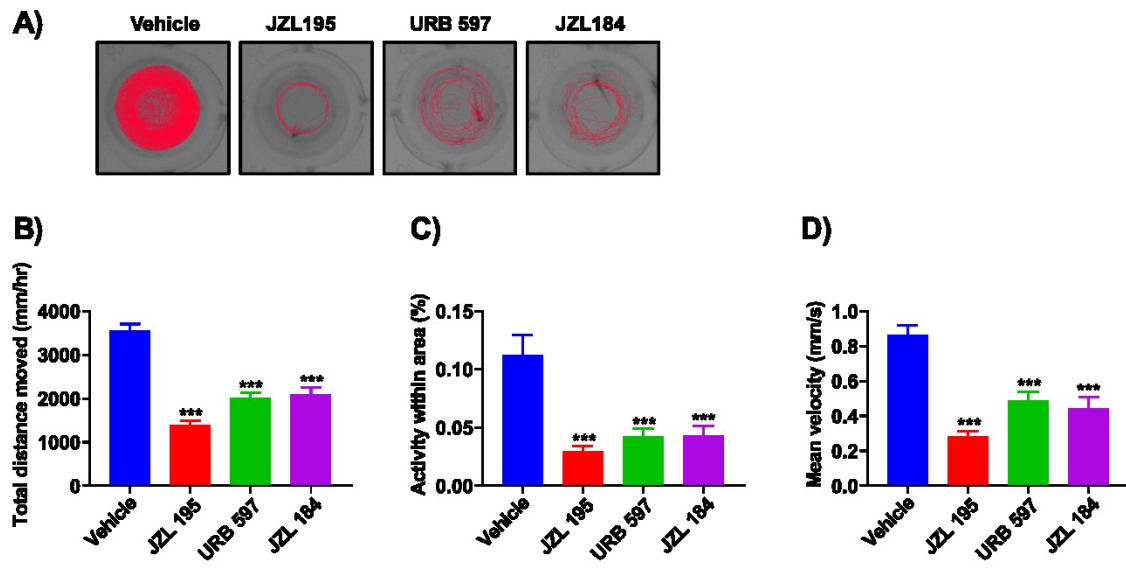 A)
Vehicle JZL195 URB 597 JZL184
B)
C)
D)
Total distance moved (mm/hr)
4000
3000
2000
1000
0
*** *** ***
Vehicle JZL 195 URB 597 JZL 184
Activity within area (%)
0.15
0.10
0.05
0.00
*** *** ***
Vehicle JZL 195 URB 597 JZL 184
Mean velocity (mm/s)
1.0
0.8
0.6
0.4
0.2
0.0
*** *** ***
Vehicle JZL 195 URB 597 JZL 184